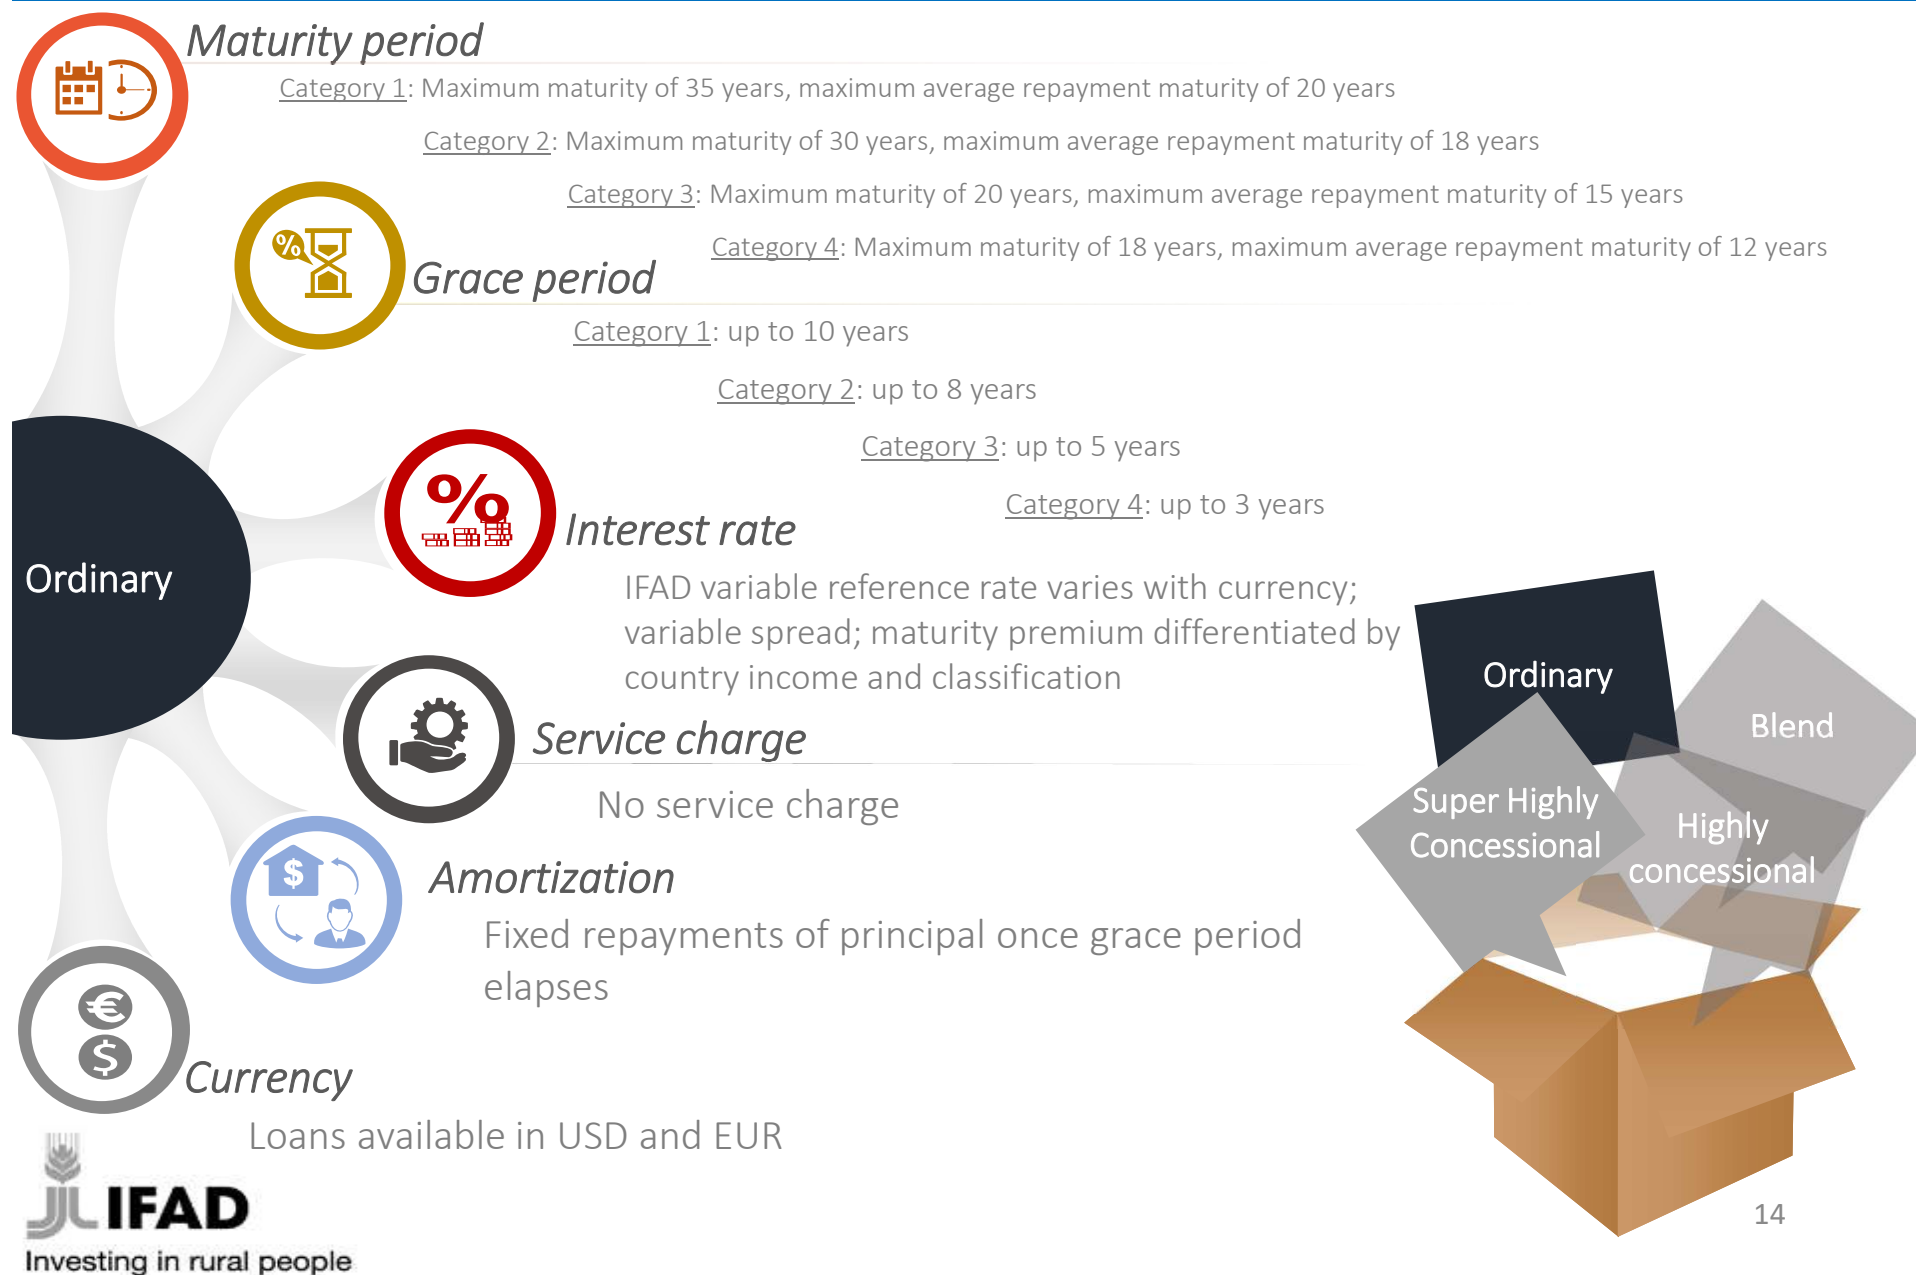 Maturity period
Category 1: Maximum maturity of 35 years, maximum average repayment maturity of 20 years
Category 2: Maximum maturity of 30 years, maximum average repayment maturity of 18 years
Category 3: Maximum maturity of 20 years, maximum average repayment maturity of 15 years
Category 4: Maximum maturity of 18 years, maximum average repayment maturity of 12 years
%
Grace period
Category 1: up to 10 years
Category 2: up to 8 years
Category 3: up to 5 years
Category 4: up to 3 years
%
Interest rate
IFAD variable reference rate varies with currency;
variable spread; maturity premium differentiated by
country income and classification
Ordinary
Service charge
No service charge
$
Amortization
Fixed repayments of principal once grace period
elapses
€
$
Currency
Loans available in USD and EUR
Ordinary
Blend
Super Highly
Concessional
Highly
concessional
IFAD
Investing in rural people
14